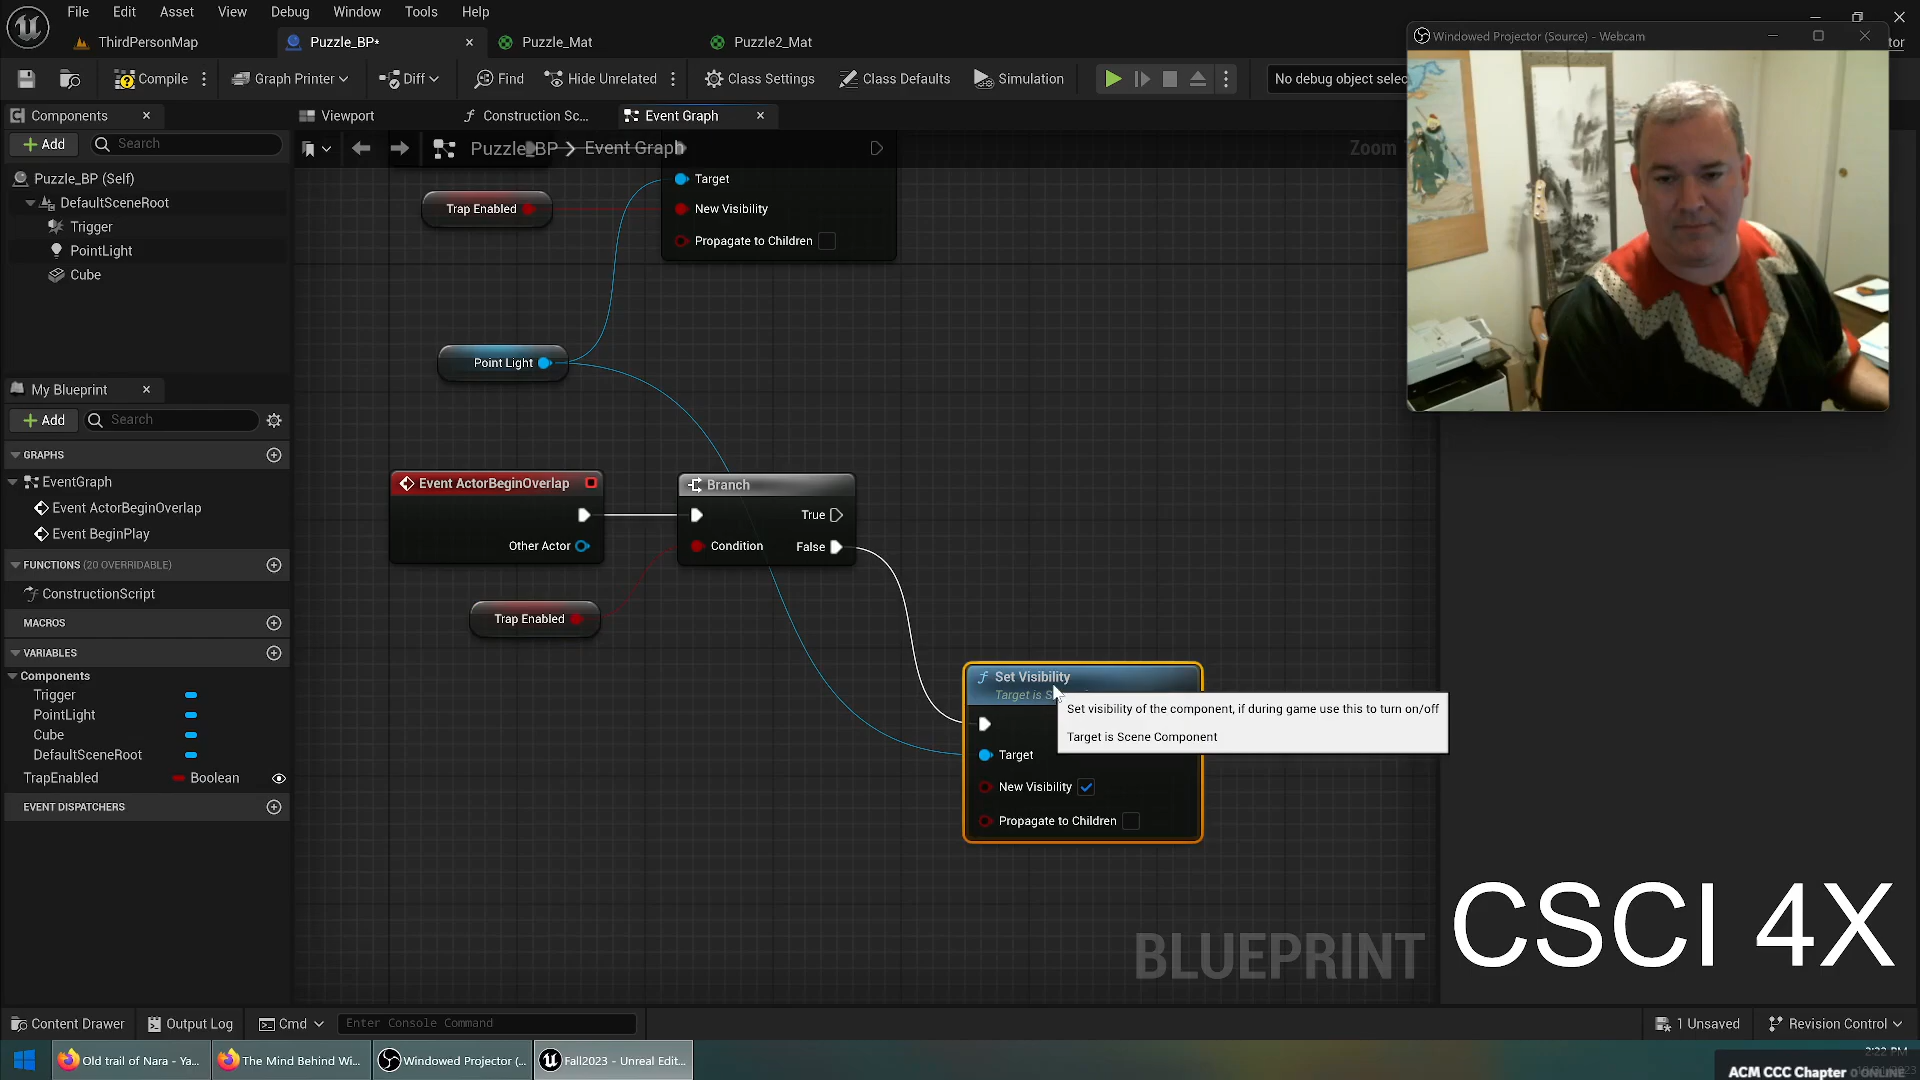 File Edit Asset View Debug Window Tools Help
ThirdPersonMap
Puzzle_BP*
Puzzle_Mat
Puzzle2_Mat
Compile
Graph Printer
Diff
Find
Hide Unrelated
Class Settings
Class Defaults
Simulation
No debug object selec
Windowed Projector (Source) - Webcam
tor
Components
Add
Search
Puzzle_BP (Self)
DefaultSceneRoot
Trigger
PointLight
Cube
My Blueprint
Add
Search
GRAPHS
EventGraph
Event ActorBeginOverlap
Event BeginPlay
FUNCTIONS (20 OVERRIDABLE)
ConstructionScript
MACROS
VARIABLES
Components
Trigger
PointLight
Cube
DefaultSceneRoot
TrapEnabled Boolean
EVENT DISPATCHERS
Viewport
Construction Sc...
Event Graph
Puzzle_BP > Event Graph
Zoom
Target
Trap Enabled
New Visibility
Propagate to Children
Point Light
Event ActorBeginOverlap
Other Actor
Branch
True
Condition
False
Trap Enabled
Set Visibility
Target is S
Set visibility of the component, if during game use this to turn on/off
Target is Scene Component
Target
New Visibility
Propagate to Children
BLUEPRINT
CSCI 4X
Content Drawer
Output Log
Cmd
Enter Console Command
1 Unsaved
Revision Control
Old trail of Nara - Ya...
The Mind Behind Wi...
Windowed Projector (...
Fall2023 - Unreal Edit...
2:22 PM
ACM CCC Chapter 0 ONLINE